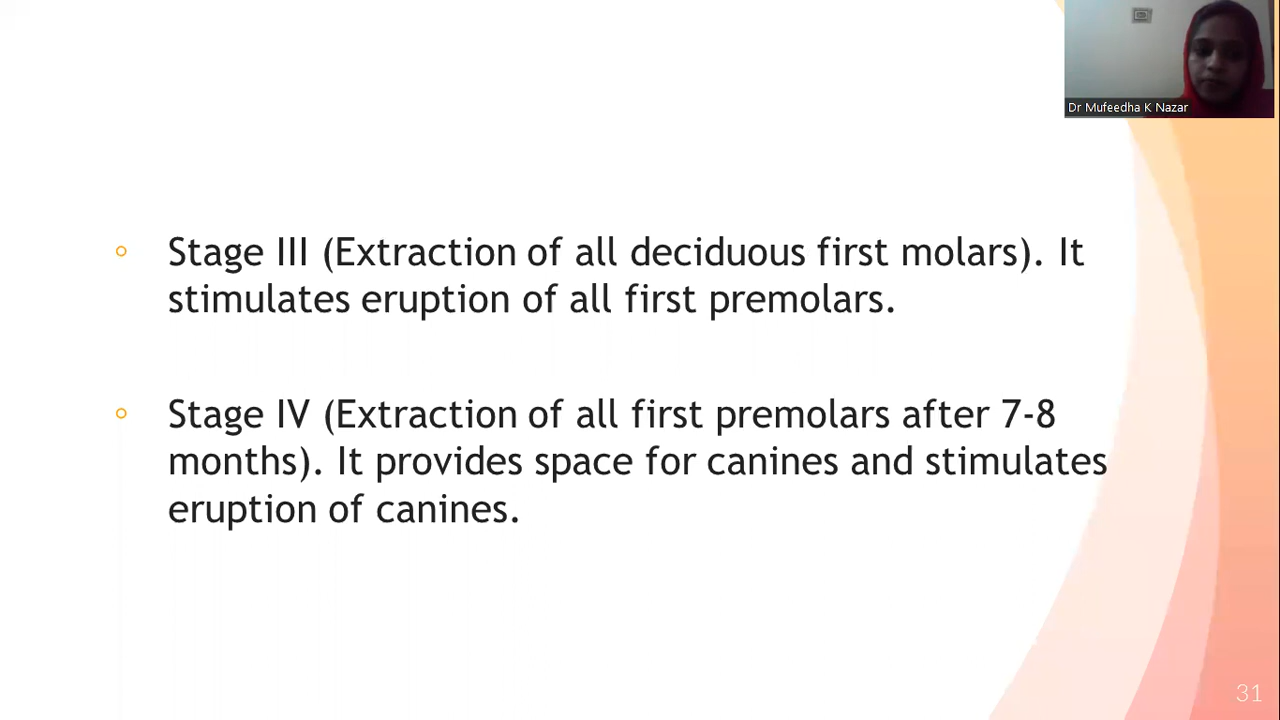 Dr Mufeedha K Nazar
Stage III (Extraction of all deciduous first molars). It
stimulates eruption of all first premolars.
Stage IV (Extraction of all first premolars after 7-8
months). It provides space for canines and stimulates
eruption of canines.
31